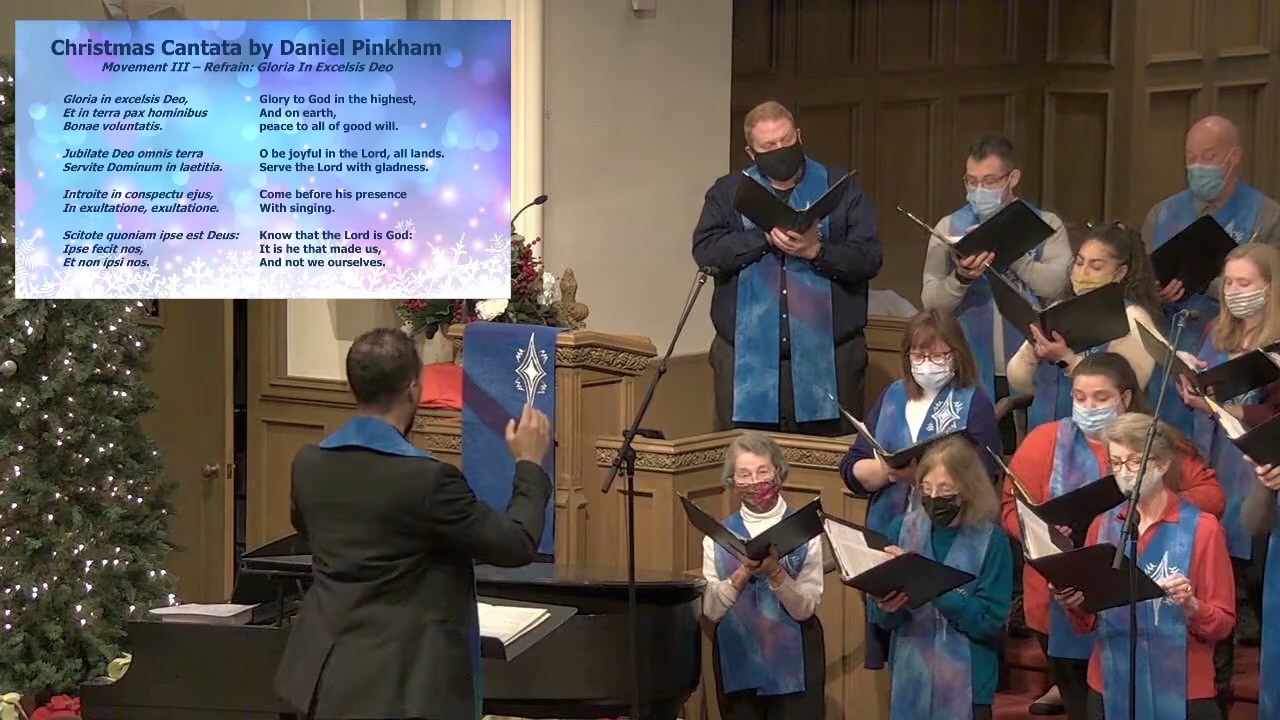 Christmas Cantata by Daniel Pinkham
Movement III – Refrain: Gloria In Excelsis Deo
Gloria in excelsis Deo,
Et in terra pax hominibus
Bonae voluntatis.
Jubilate Deo omnis terra
Servite Dominum in laetitia.
Introite in conspectu ejus,
In exultatione, exultatione.
Scitote quoniam ipse est Deus:
Ipse fecit nos,
Et non ipsi nos.
Glory to God in the highest,
And on earth,
peace to all of good will.
O be joyful in the Lord, all lands.
Serve the Lord with gladness.
Come before his presence
With singing.
Know that the Lord is God:
It is he that made us,
And not we ourselves.